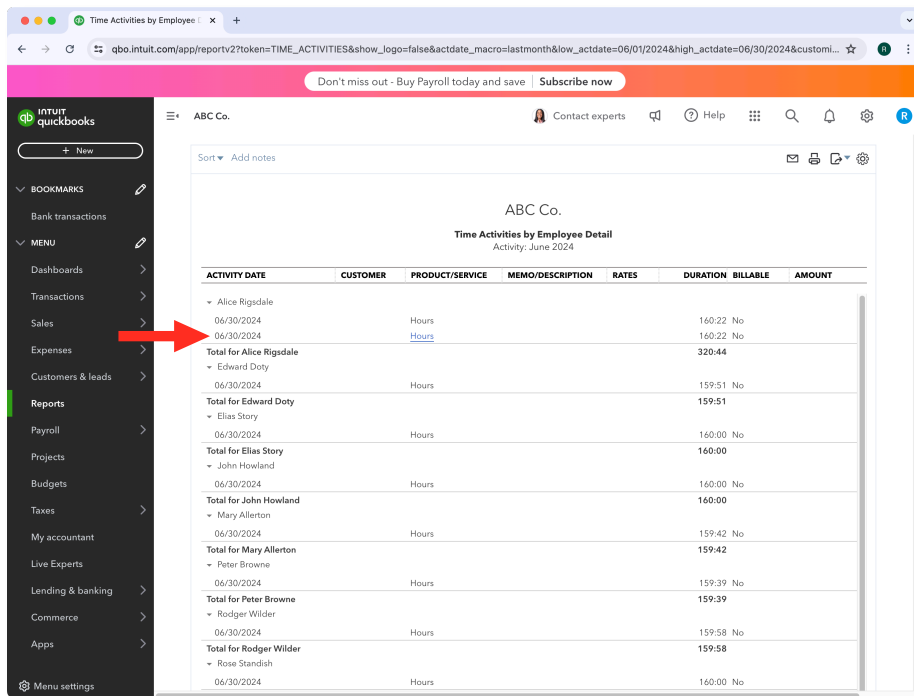 Time Activities by Employee D
qbo.intuit.com/app/reportv2?token=TIME_ACTIVITIES&show_logo=false&actdate_macro=lastmonth&low_actdate=06/01/2024&high_actdate=06/30/2024&customi...
R
Don't miss out - Buy Payroll today and save Subscribe now
qb INTUIT quickbooks
ABC Co.
Contact experts
Help
R
+ New
BOOKMARKS
Bank transactions
MENU
Dashboards
Transactions
Sales
Expenses
Customers & leads
Reports
Payroll
Projects
Budgets
Taxes
My accountant
Live Experts
Lending & banking
Commerce
Apps
Menu settings
Sort Add notes
ABC Co.
Time Activities by Employee Detail
Activity: June 2024
ACTIVITY DATE CUSTOMER PRODUCT/SERVICE MEMO/DESCRIPTION RATES DURATION BILLABLE AMOUNT
Alice Rigsdale
06/30/2024 Hours 160:22 No
06/30/2024 Hours 160:22 No
Total for Alice Rigsdale 320:44
Edward Doty
06/30/2024 Hours 159:51 No
Total for Edward Doty 159:51
Elias Story
06/30/2024 Hours 160:00 No
Total for Elias Story 160:00
John Howland
06/30/2024 Hours 160:00 No
Total for John Howland 160:00
Mary Allerton
06/30/2024 Hours 159:42 No
Total for Mary Allerton 159:42
Peter Browne
06/30/2024 Hours 159:39 No
Total for Peter Browne 159:39
Rodger Wilder
06/30/2024 Hours 159:58 No
Total for Rodger Wilder 159:58
Rose Standish
06/30/2024 Hours 160:00 No